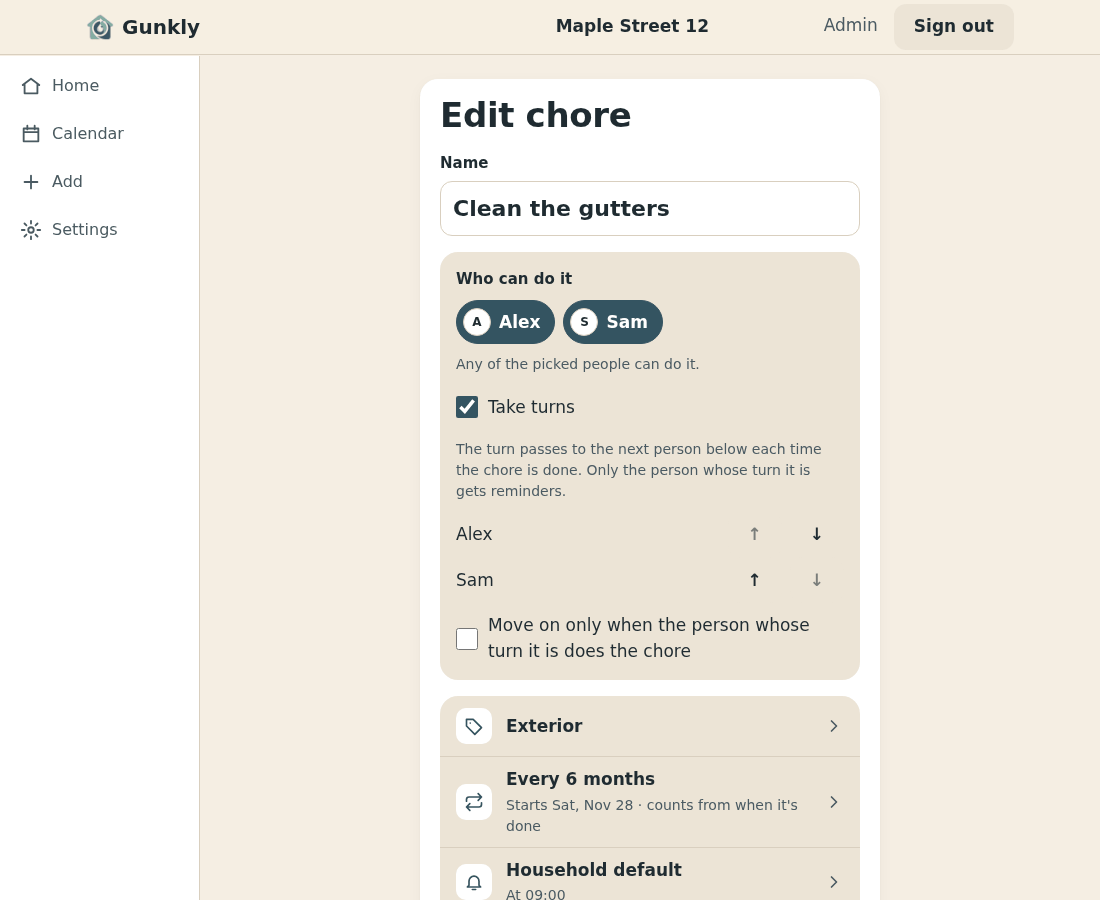 Gunkly
Maple Street 12
Admin
Sign out
Home
Calendar
Add
Settings
Edit chore
Name
Clean the gutters
Who can do it
A Alex
S Sam
Any of the picked people can do it.
Take turns
The turn passes to the next person below each time
the chore is done. Only the person whose turn it is
gets reminders.
Alex ↑ ↓
Sam ↑ ↓
Move on only when the person whose
turn it is does the chore
Exterior
Every 6 months
Starts Sat, Nov 28 · counts from when it's
done
Household default
At 09:00